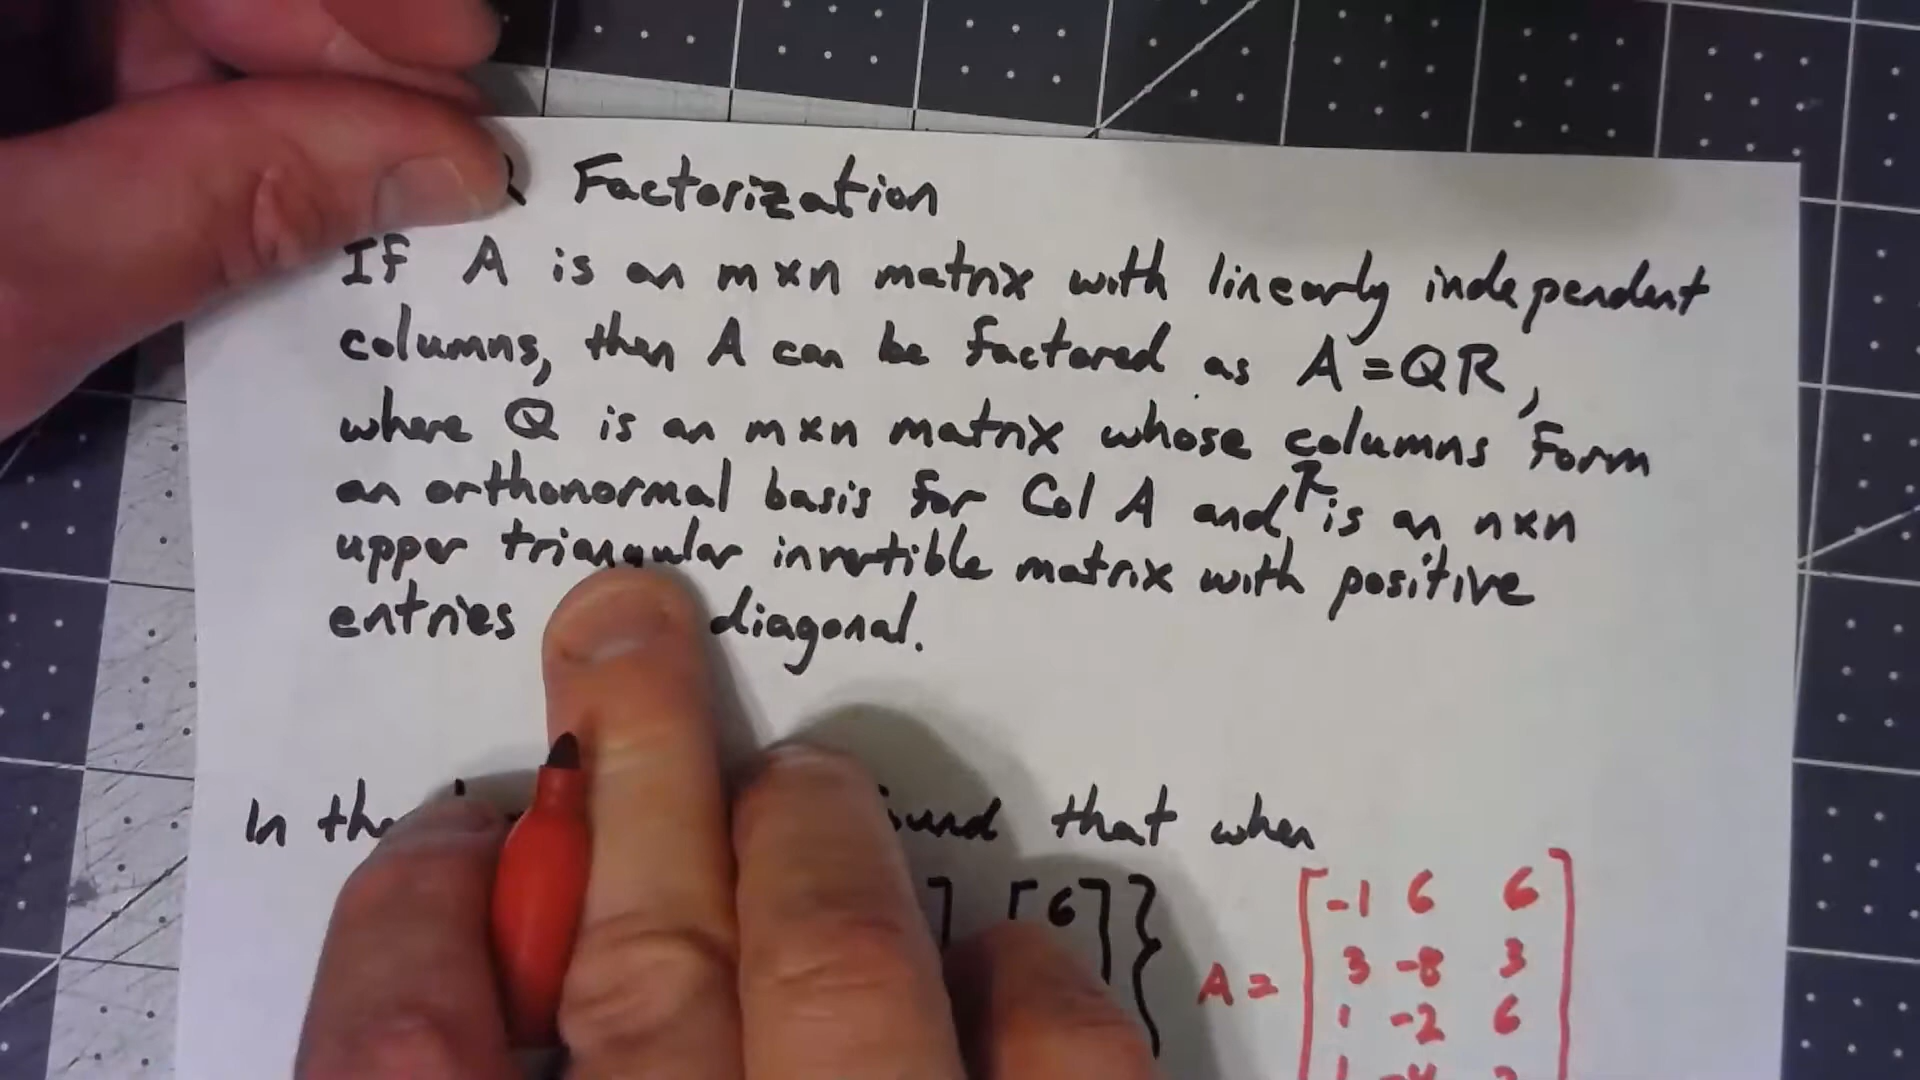 Factorization
If A is an m×n matrix with linearly independent
columns, then A can be factored as A=QR,
where Q is an m×n matrix whose columns form
an orthonormal basis for Col A and R is an n×n
upper triangular invertible matrix with positive
entries diagonal.
In that when
[6]} A = [-1 6 6
3 -8 3
1 -2 6